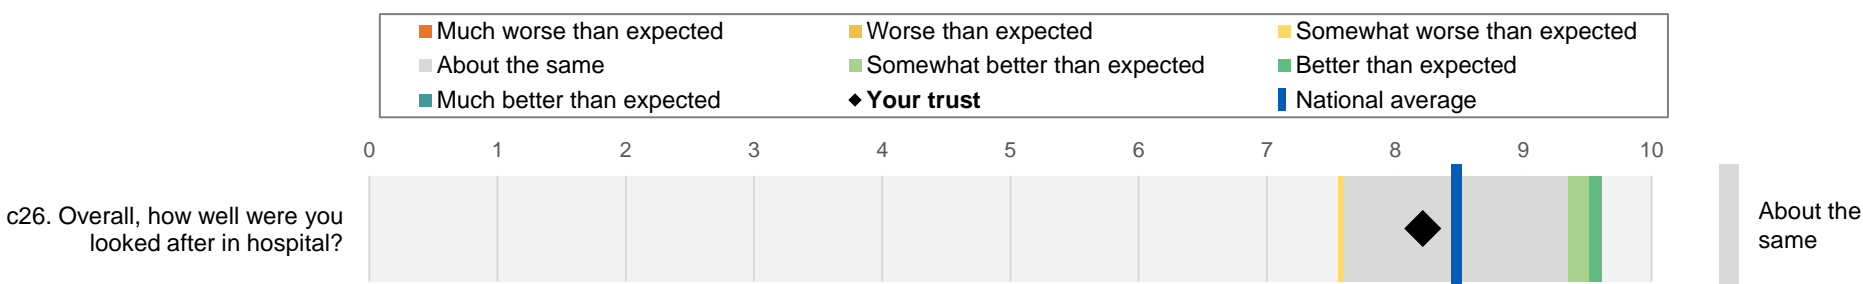 Much worse than expected
Worse than expected
Somewhat worse than expected
About the same
Somewhat better than expected
Better than expected
Much better than expected
Your trust
National average
0 1 2 3 4 5 6 7 8 9 10
c26. Overall, how well were you
looked after in hospital?
About the
same